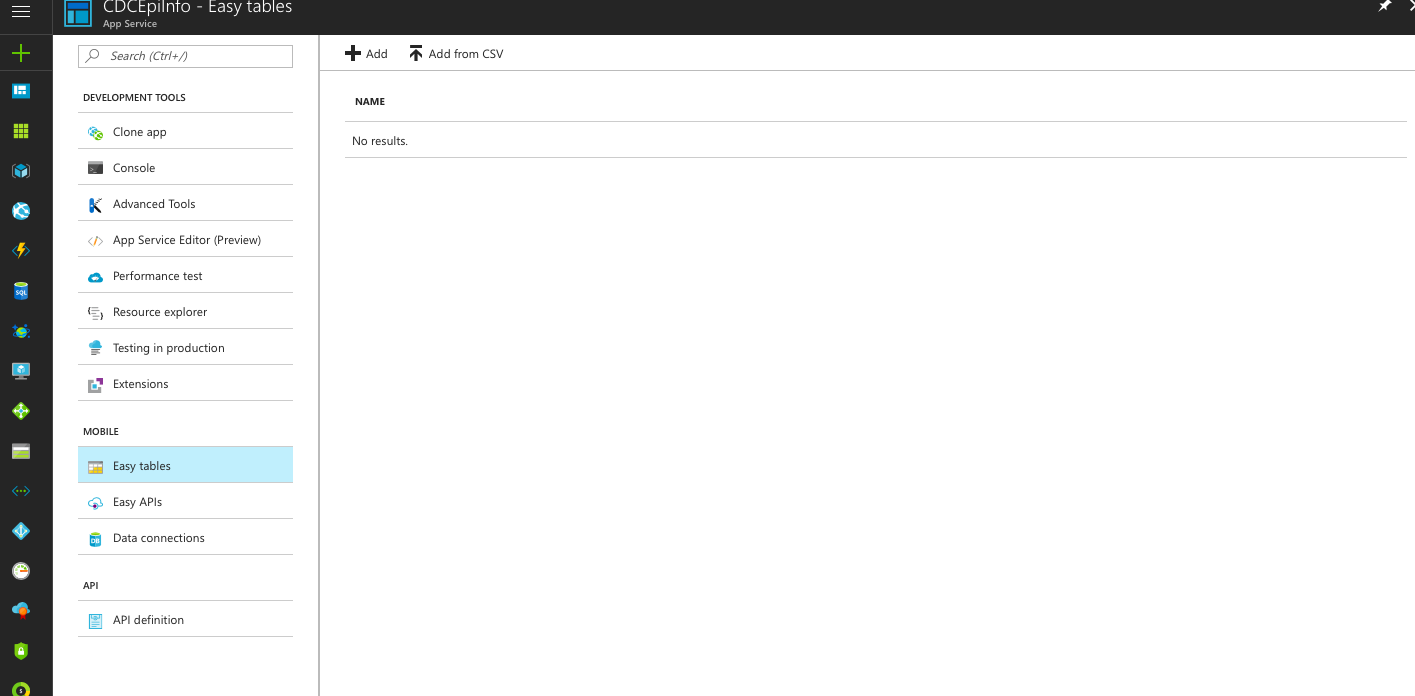 CDCEpiInfo - Easy tables
App Service
Search (Ctrl+/)
DEVELOPMENT TOOLS
Clone app
Console
Advanced Tools
App Service Editor (Preview)
Performance test
Resource explorer
Testing in production
Extensions
MOBILE
Easy tables
Easy APIs
Data connections
API
API definition
Add
Add from CSV
NAME
No results.
SQL
DB